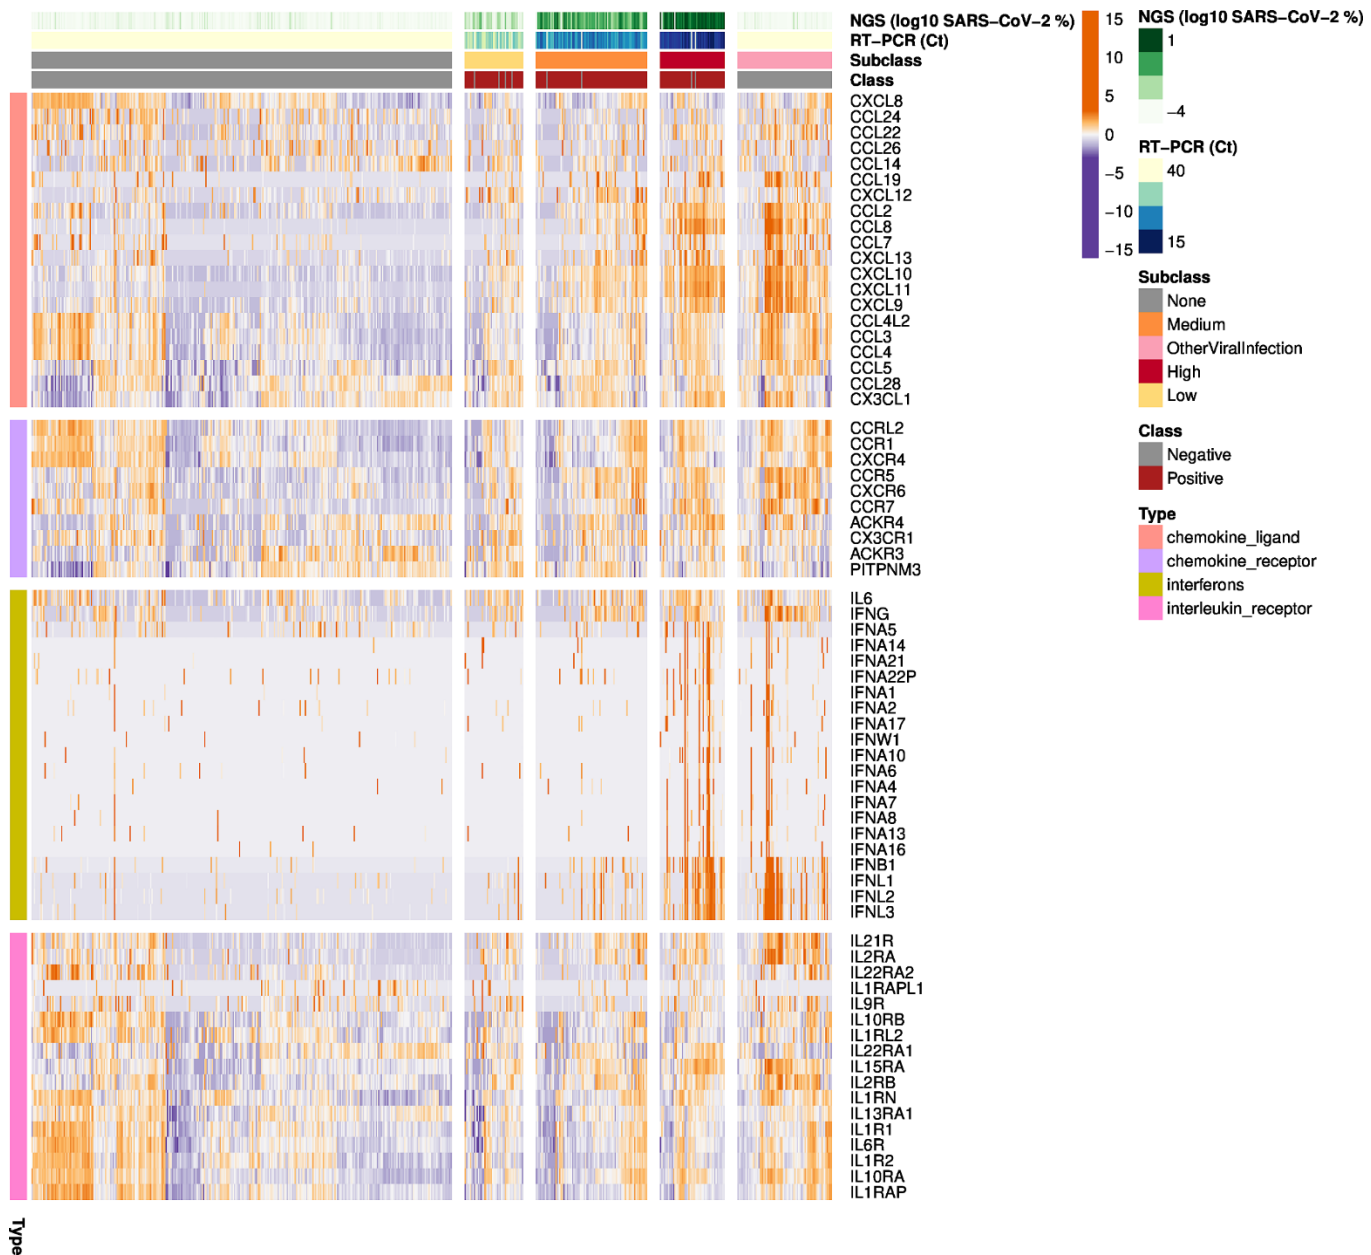 NGS (log10 SARS−CoV−2 %)
RT−PCR (Ct)
Subclass
Class
CXCL8
CCL24
CCL22
CCL26
CCL14
CCL19
CXCL12
CCL2
CCL8
CCL7
CXCL13
CXCL10
CXCL11
CXCL9
CCL4L2
CCL3
CCL4
CCL5
CCL28
CX3CL1
CCRL2
CCR1
CXCR4
CCR5
CXCR6
CCR7
ACKR4
CX3CR1
ACKR3
PITPNM3
IL6
IFNG
IFNA5
IFNA14
IFNA21
IFNA22P
IFNA1
IFNA2
IFNA17
IFNW1
IFNA10
IFNA6
IFNA4
IFNA7
IFNA8
IFNA13
IFNA16
IFNB1
IFNL1
IFNL2
IFNL3
IL21R
IL2RA
IL22RA2
IL1RAPL1
IL9R
IL10RB
IL1RL2
IL22RA1
IL15RA
IL2RB
IL1RN
IL13RA1
IL1R1
IL6R
IL1R2
IL10RA
IL1RAP
Type
15
10
5
0
−5
−10
−15
NGS (log10 SARS−CoV−2 %)
1
−4
RT−PCR (Ct)
40
15
Subclass
None
Medium
OtherViralInfection
High
Low
Class
Negative
Positive
Type
chemokine_ligand
chemokine_receptor
interferons
interleukin_receptor